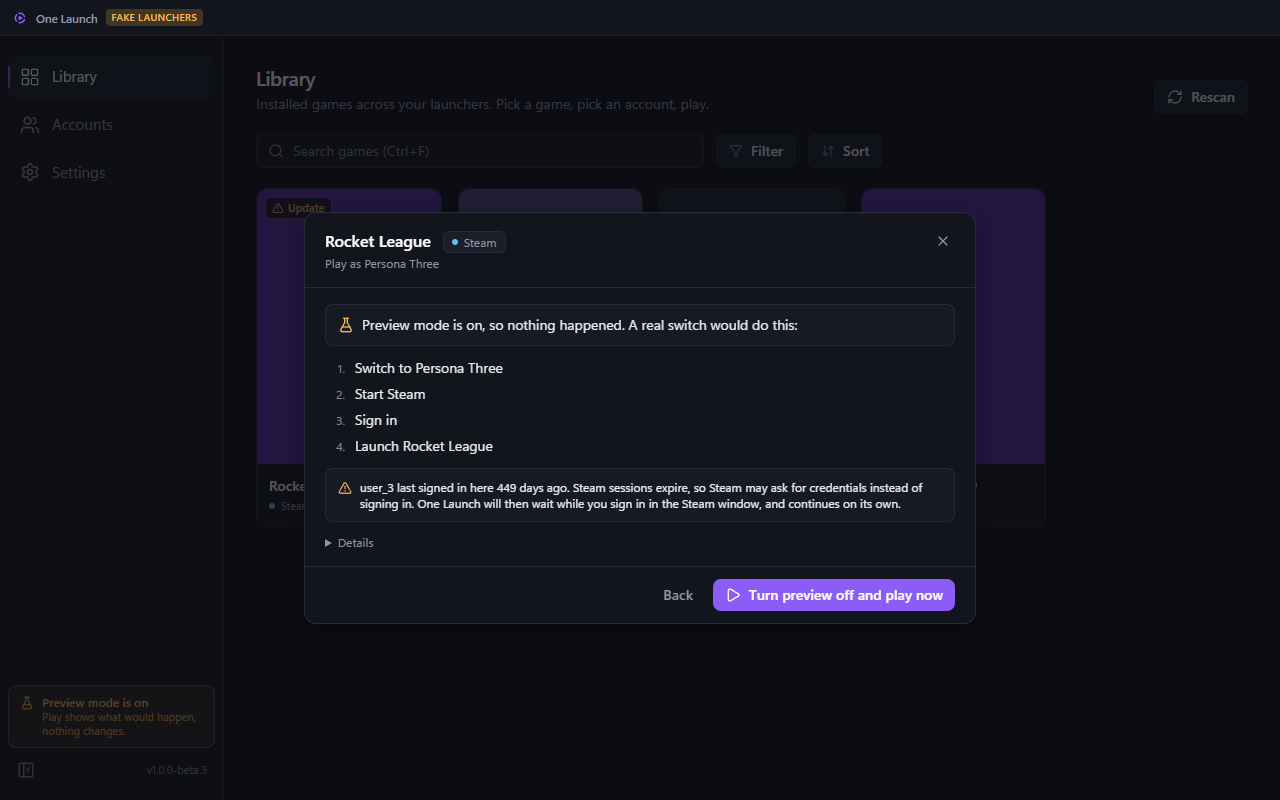 One Launch FAKE LAUNCHERS
Library
Accounts
Settings
Library
Installed games across your launchers. Pick a game, pick an account, play.
Rescan
Search games (Ctrl+F)
Filter
Sort
Update
Rocket League Steam
Play as Persona Three
Preview mode is on, so nothing happened. A real switch would do this:
1. Switch to Persona Three
2. Start Steam
3. Sign in
4. Launch Rocket League
user_3 last signed in here 449 days ago. Steam sessions expire, so Steam may ask for credentials instead of
signing in. One Launch will then wait while you sign in in the Steam window, and continues on its own.
Details
Back
Turn preview off and play now
Preview mode is on
Play shows what would happen,
nothing changes.
v1.0.0-beta.3